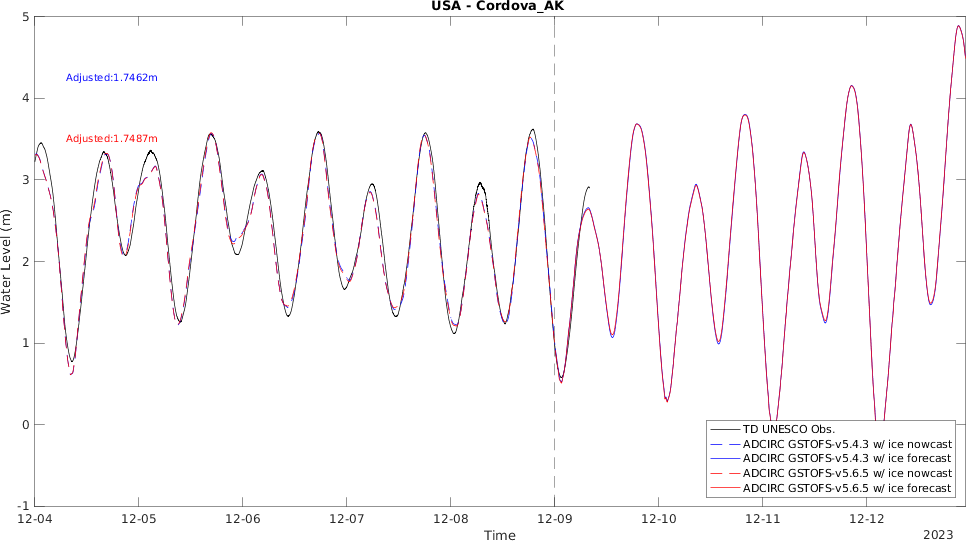 USA - Cordova_AK
5
Adjusted:1.7462m
4
Adjusted:1.7487m
3
Water Level (m)
2
1
0
TD UNESCO Obs.
ADCIRC GSTOFS-v5.4.3 w/ ice nowcast
ADCIRC GSTOFS-v5.4.3 w/ ice forecast
ADCIRC GSTOFS-v5.6.5 w/ ice nowcast
ADCIRC GSTOFS-v5.6.5 w/ ice forecast
-1
12-04 12-05 12-06 12-07 12-08 12-09 12-10 12-11 12-12
Time
2023